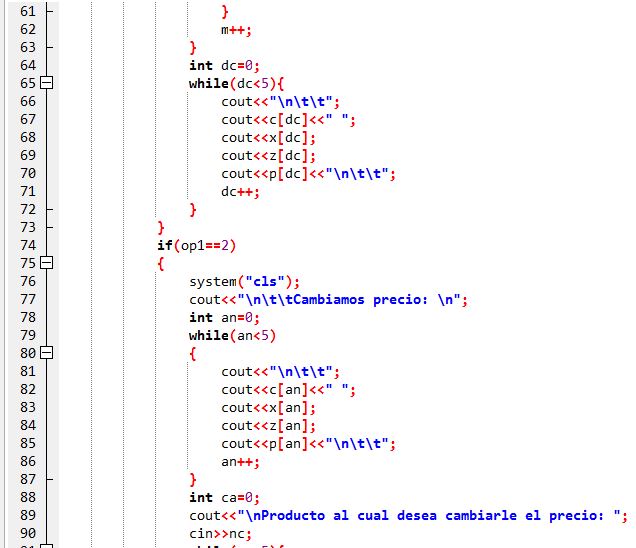 61 }
62 m++;
63 }
64 int dc=0;
65 while(dc<5){
66 cout<<"\n\t\t";
67 cout<<c[dc]<<" ";
68 cout<<x[dc];
69 cout<<z[dc];
70 cout<<p[dc]<<"\n\t\t";
71 dc++;
72 }
73 }
74 if(op1==2)
75 {
76 system("cls");
77 cout<<"\n\t\tCambiamos precio: \n";
78 int an=0;
79 while(an<5)
80 {
81 cout<<"\n\t\t";
82 cout<<c[an]<<" ";
83 cout<<x[an];
84 cout<<z[an];
85 cout<<p[an]<<"\n\t\t";
86 an++;
87 }
88 int ca=0;
89 cout<<"\nProducto al cual desea cambiarle el precio: ";
90 cin>>nc;